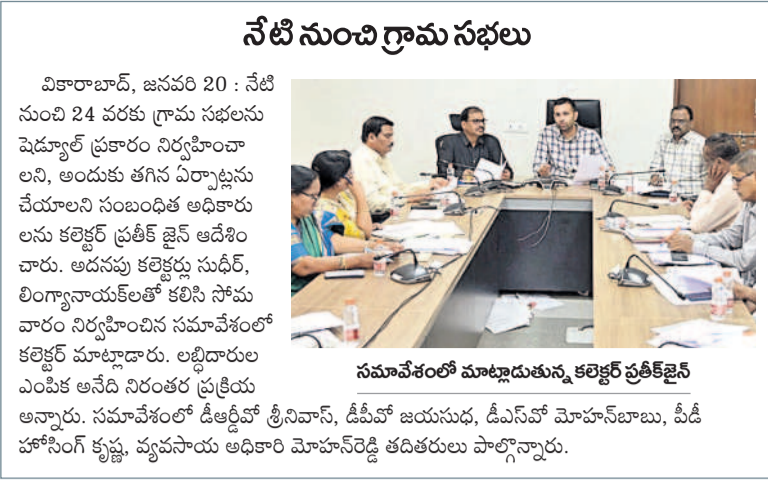 నేటి నుంచి గ్రామ సభలు
వికారాబాద్, జనవరి 20 : నేటి
నుంచి 24 వరకు గ్రామ సభలను
షెడ్యూల్ ప్రకారం నిర్వహించా
లని, అందుకు తగిన ఏర్పాట్లను
చేయాలని సంబంధిత అధికారు
లను కలెక్టర్ ప్రతీక్ జైన్ ఆదేశిం
చారు. అదనపు కలెక్టర్లు సుధీర్,
లింగ్యానాయక్‌లతో కలిసి సోమ
వారం నిర్వహించిన సమావేశంలో
కలెక్టర్ మాట్లాడారు. లబ్ధిదారుల
ఎంపిక అనేది నిరంతర ప్రక్రియ
అన్నారు. సమావేశంలో డీఆర్డీవో శ్రీనివాస్, డీపీవో జయసుధ, డీఎస్‌వో మోహన్‌బాబు, పీడీ
హోసింగ్ కృష్ణ, వ్యవసాయ అధికారి మోహన్‌రెడ్డి తదితరులు పాల్గొన్నారు.
సమావేశంలో మాట్లాడుతున్న కలెక్టర్ ప్రతీక్‌జైన్